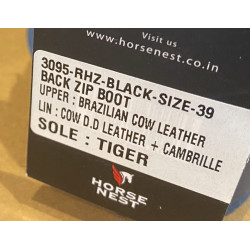 Visit us
www.horsenest.co.in
3095-RHZ-BLACK-SIZE-39
BACK ZIP BOOT
UPPER : BRAZILIAN COW LEATHER
LIN : COW D.D LEATHER + CAMBRILLE
SOLE : TIGER
HORSE
NEST